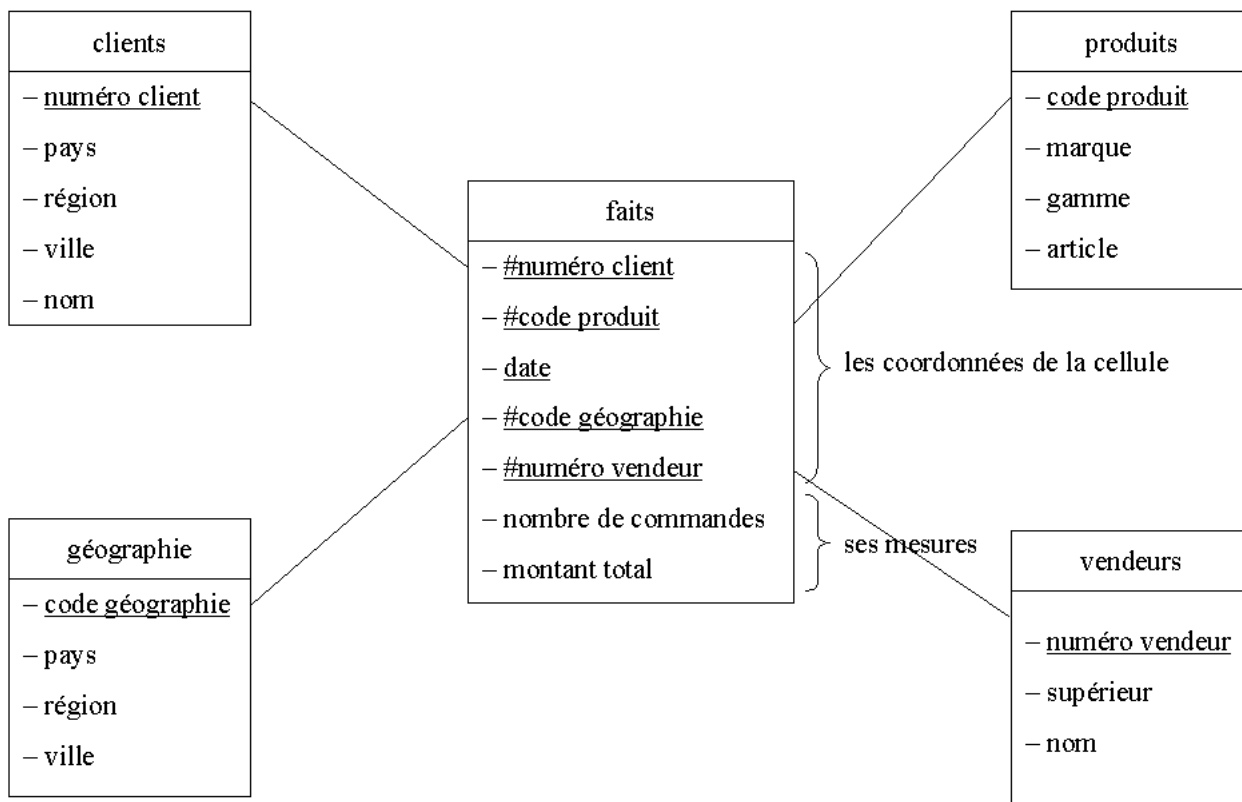 clients
– numéro client
– pays
– région
– ville
– nom
produits
– code produit
– marque
– gamme
– article
faits
– #numéro client
– #code produit
– date
– #code géographie
– #numéro vendeur
– nombre de commandes
– montant total
les coordonnées de la cellule
ses mesures
géographie
– code géographie
– pays
– région
– ville
vendeurs
– numéro vendeur
– supérieur
– nom